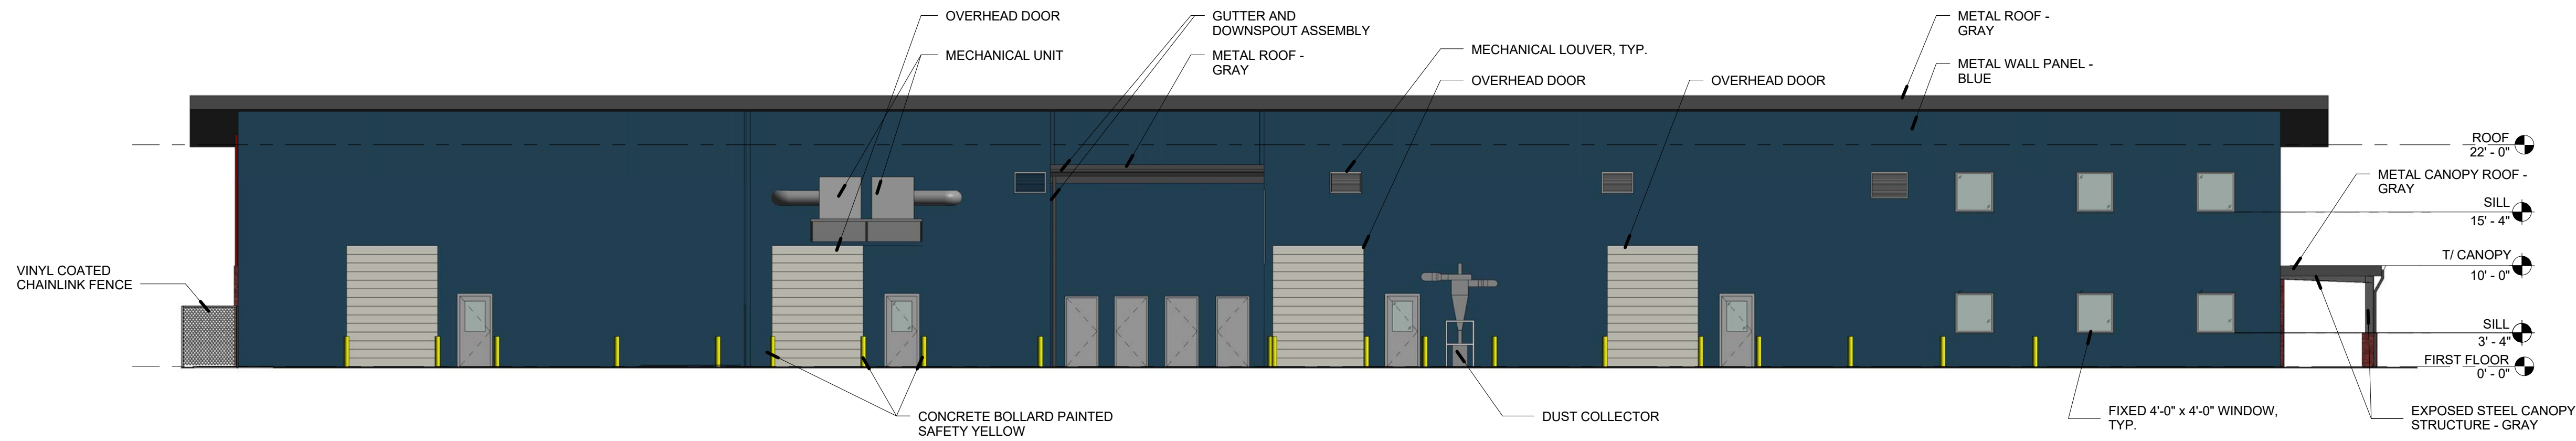 OVERHEAD DOOR
MECHANICAL UNIT
GUTTER AND
DOWNSPOUT ASSEMBLY
METAL ROOF -
GRAY
MECHANICAL LOUVER, TYP.
OVERHEAD DOOR
OVERHEAD DOOR
METAL ROOF -
GRAY
METAL WALL PANEL -
BLUE
ROOF
22' - 0"
METAL CANOPY ROOF -
GRAY
SILL
15' - 4"
T/ CANOPY
10' - 0"
VINYL COATED
CHAINLINK FENCE
SILL
3' - 4"
FIRST FLOOR
0' - 0"
CONCRETE BOLLARD PAINTED
SAFETY YELLOW
DUST COLLECTOR
FIXED 4'-0" x 4'-0" WINDOW,
TYP.
EXPOSED STEEL CANOPY
STRUCTURE - GRAY